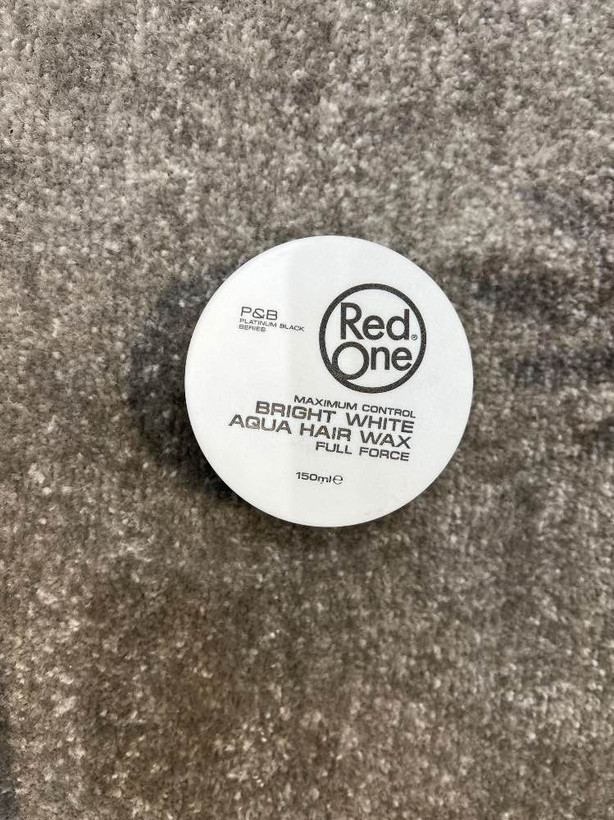 P&B
PLATINUM BLACK
SERIES
Red®
One
MAXIMUM CONTROL
BRIGHT WHITE
AQUA HAIR WAX
FULL FORCE
150ml℮